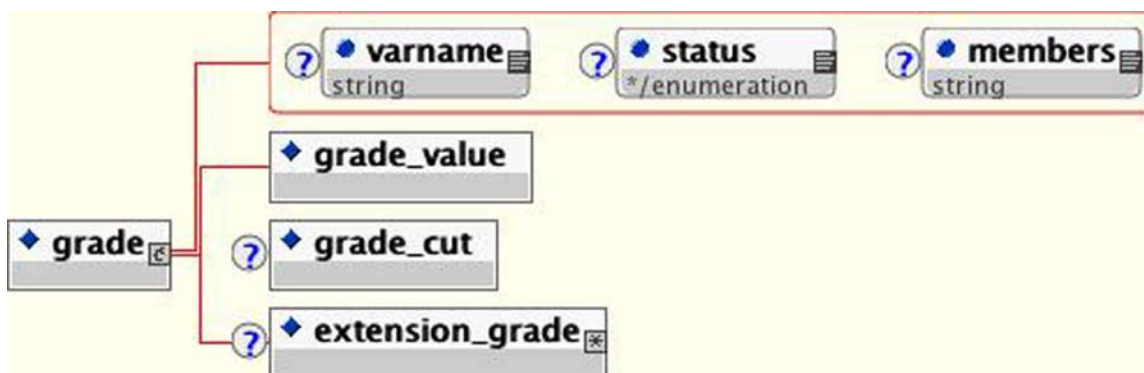 ? varname ? status ? members
string */enumeration string
grade_value
grade c
? grade_cut
? extension_grade *